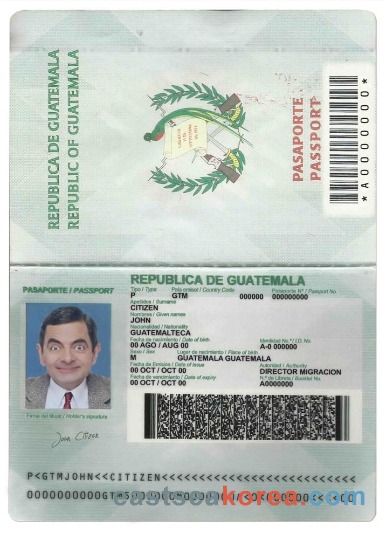 REPUBLICA DE GUATEMALA
REPUBLIC OF GUATEMALA
PASAPORTE
PASSPORT
*A00000000*
REPUBLICA DE GUATEMALA
PASAPORTE / PASSPORT
Tipo / Type País emisor / Country Code Pasaporte Nº / Passport No.
P GTM 000000 000000000
Apellidos / Surname
CITIZEN
Nombres / Given names
JOHN
Nacionalidad / Nationality
GUATEMALTECA
Fecha de nacimiento / Date of birth Identidad No. / I.D. No.
00 AGO / AUG 00 A-0 000000
Sexo / Sex Lugar de nacimiento / Place of birth
M GUATEMALA GUATEMALA
Fecha de Emisión / Date of issue Autoridad / Authority
00 OCT / OCT 00 DIRECTOR MIGRACION
Fecha de vencimiento / Date of expiry N.º de Libreta / Booklet No.
00 OCT / OCT 00 A0000000
Firma del titular / Holder's signature
John Citizen
P<GTMJOHN<<CITIZEN<<<<<<<<<<<<<<<<<<<<<<<<<<
eastseakorea.com